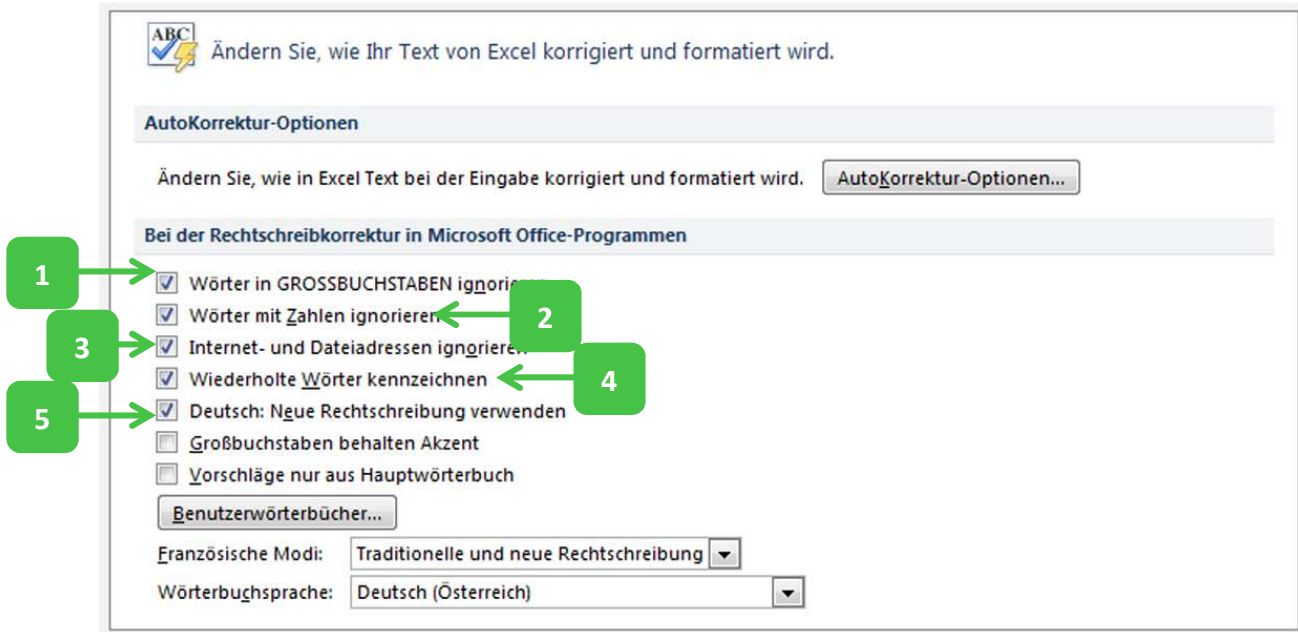 ABC
Ändern Sie, wie Ihr Text von Excel korrigiert und formatiert wird.
AutoKorrektur-Optionen
Ändern Sie, wie in Excel Text bei der Eingabe korrigiert und formatiert wird. AutoKorrektur-Optionen...
Bei der Rechtschreibkorrektur in Microsoft Office-Programmen
1 Wörter in GROSSBUCHSTABEN ignorieren
Wörter mit Zahlen ignorieren 2
3 Internet- und Dateiadressen ignorieren
Wiederholte Wörter kennzeichnen 4
5 Deutsch: Neue Rechtschreibung verwenden
Großbuchstaben behalten Akzent
Vorschläge nur aus Hauptwörterbuch
Benutzerwörterbücher...
Französische Modi: Traditionelle und neue Rechtschreibung
Wörterbuchsprache: Deutsch (Österreich)